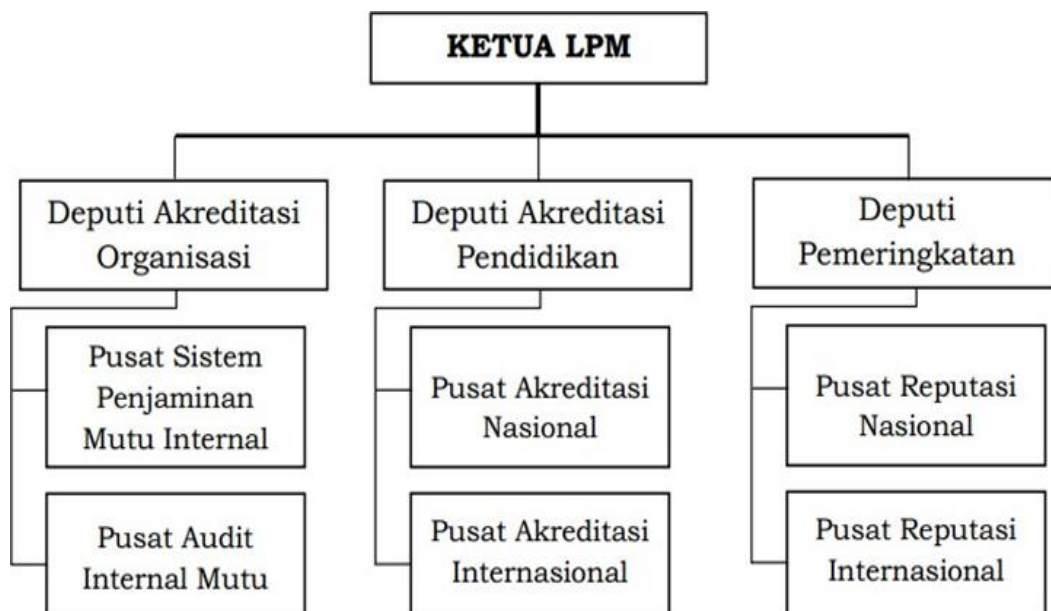 KETUA LPM
Deputi Akreditasi
Organisasi
Deputi Akreditasi
Pendidikan
Deputi
Pemeringkatan
Pusat Sistem
Penjaminan
Mutu Internal
Pusat Akreditasi
Nasional
Pusat Reputasi
Nasional
Pusat Audit
Internal Mutu
Pusat Akreditasi
Internasional
Pusat Reputasi
Internasional